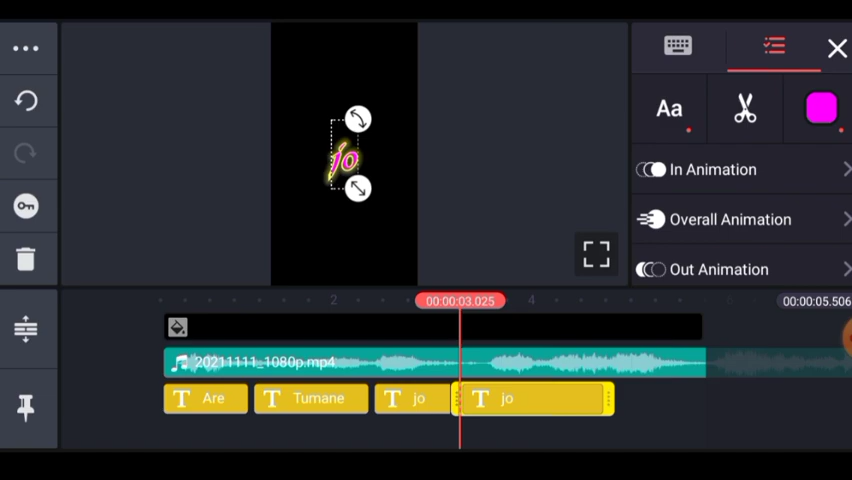 Aa
jo
In Animation
Overall Animation
Out Animation
2
00:00:03.025
4
00:00:05.506
20211111_1080p.mp4
T Are
T Tumane
T jo
T jo